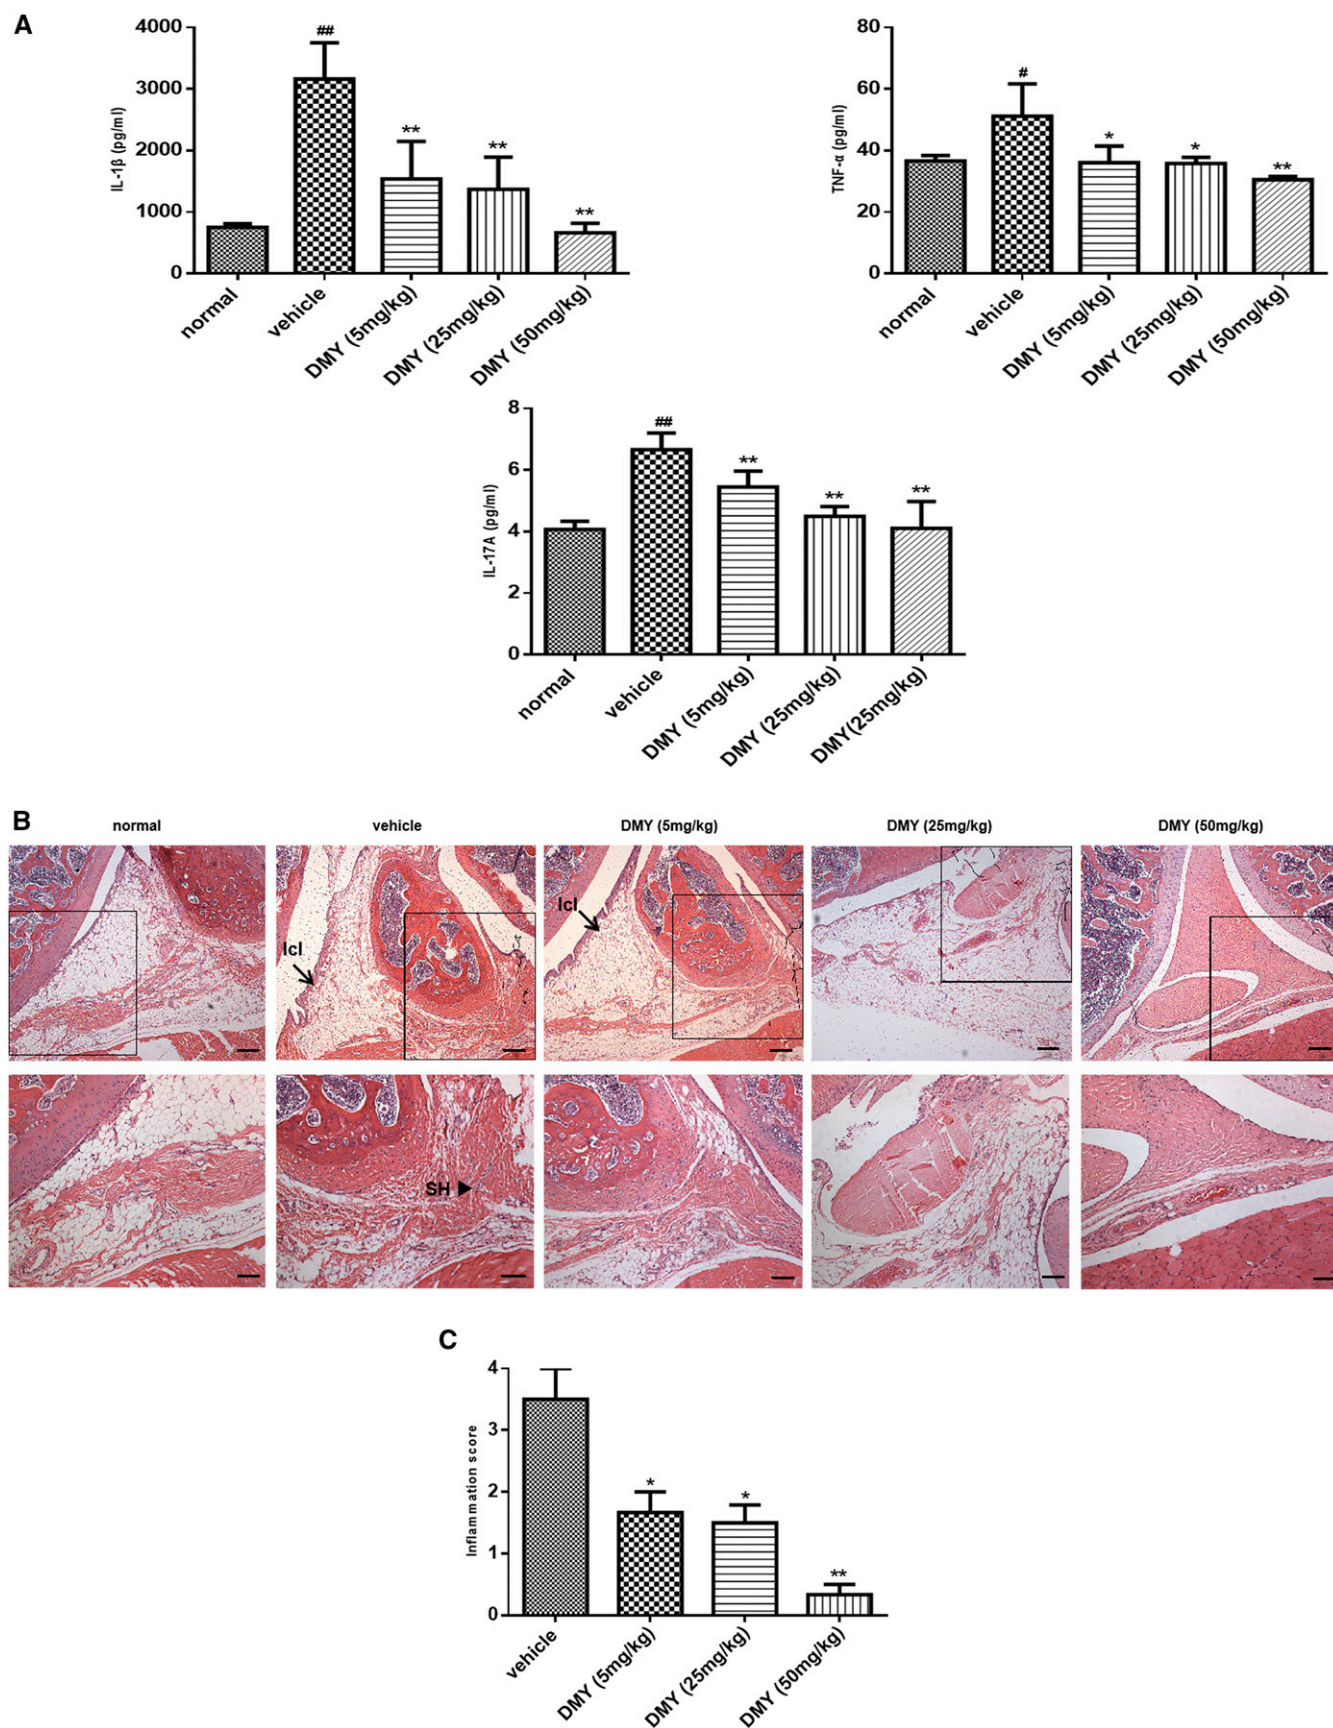 A
4000
3000
2000
1000
0
IL-1β (pg/ml)
##
**
**
**
normal
vehicle
DMY (5mg/kg)
DMY (25mg/kg)
DMY (50mg/kg)
80
60
40
20
0
TNF-α (pg/ml)
#
*
*
**
normal
vehicle
DMY (5mg/kg)
DMY (25mg/kg)
DMY (50mg/kg)
8
6
4
2
0
IL-17A (pg/ml)
##
**
**
**
normal
vehicle
DMY (5mg/kg)
DMY (25mg/kg)
DMY(25mg/kg)
B
normal
vehicle
DMY (5mg/kg)
DMY (25mg/kg)
DMY (50mg/kg)
Icl
Icl
SH
C
4
3
2
1
0
Inflammation score
*
*
**
vehicle
DMY (5mg/kg)
DMY (25mg/kg)
DMY (50mg/kg)